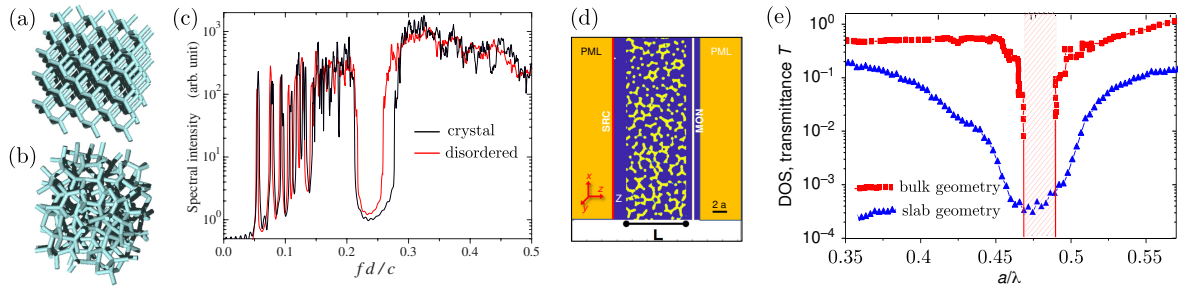 (a)
(b)
(c)
Spectral intensity (arb. unit)
10³
10²
10¹
10⁰
crystal
disordered
0.0
0.1
0.2
0.3
0.4
0.5
f d / c
(d)
PML
PML
SRC
MON
x
z
y
Z
2 a
L
(e)
DOS, transmittance T
10⁰
10⁻¹
10⁻²
10⁻³
10⁻⁴
bulk geometry
slab geometry
0.35
0.40
0.45
0.5
0.55
a/λ